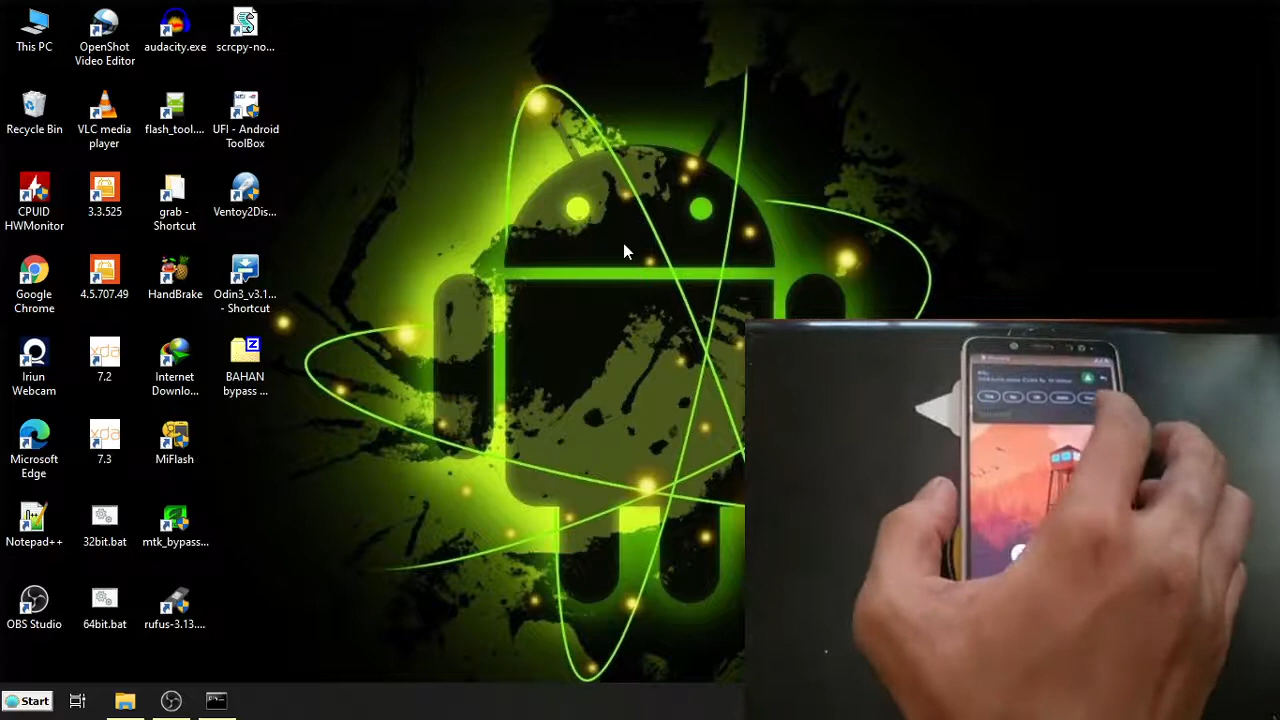 This PC
OpenShot
Video Editor
audacity.exe
scrcpy-no...
Recycle Bin
VLC media
player
flash_tool....
UFI - Android
ToolBox
CPUID
HWMonitor
3.3.525
grab -
Shortcut
Ventoy2Dis...
Google
Chrome
4.5.707.49
HandBrake
Odin3_v3.1...
- Shortcut
Iriun
Webcam
xda
7.2
Internet
Downlo...
Z
BAHAN
bypass ...
Microsoft
Edge
xda
7.3
MiFlash
Notepad++
32bit.bat
mtk_bypass...
OBS Studio
64bit.bat
rufus-3.13....
Start